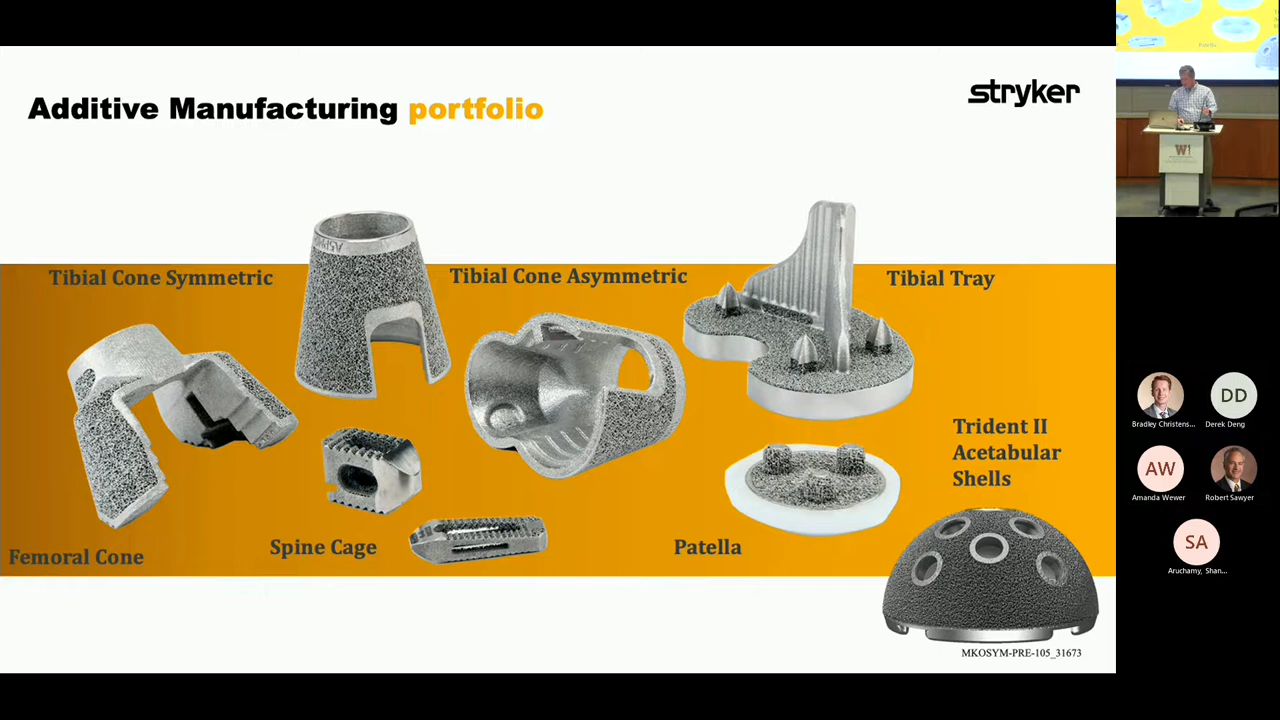 Additive Manufacturing portfolio
stryker
Tibial Cone Symmetric
Tibial Cone Asymmetric
Tibial Tray
Trident II
Acetabular
Shells
Femoral Cone
Spine Cage
Patella
MKOSYM-PRE-105_31673
W
Bradley Christens...
DD
Derek Deng
AW
Amanda Wewer
Robert Sawyer
SA
Aruchamy, Shan...